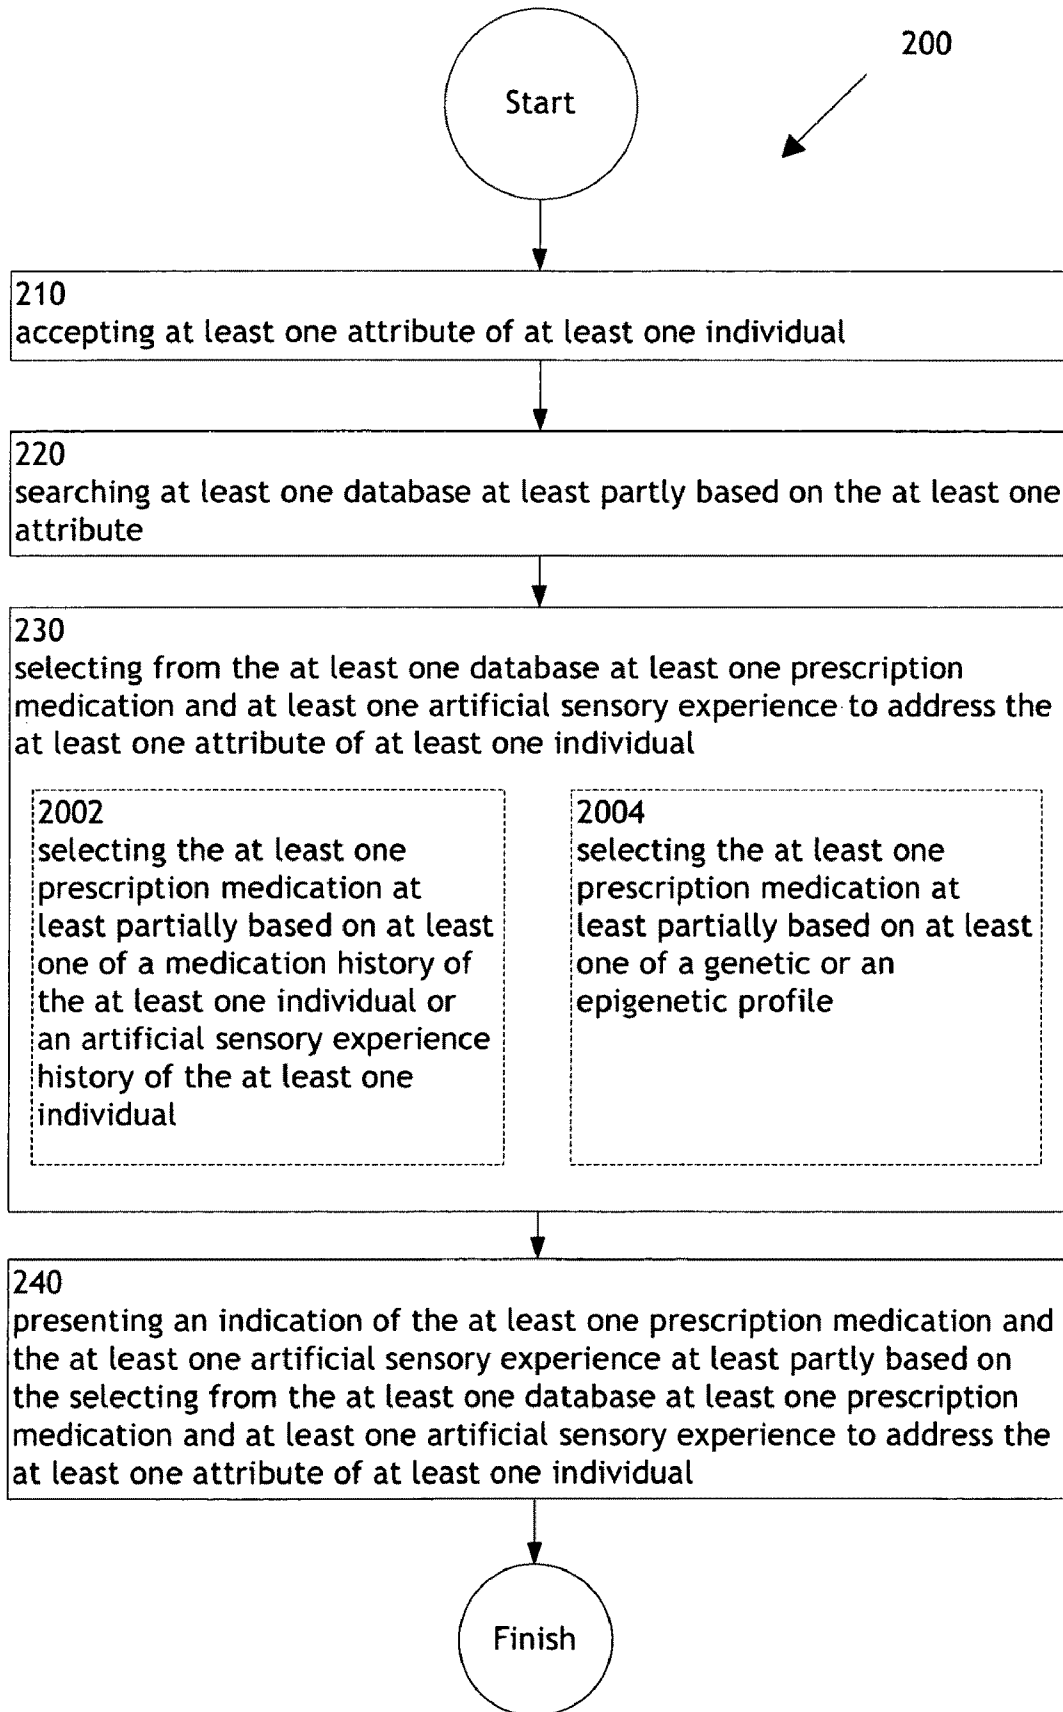 200
Start
210
accepting at least one attribute of at least one individual
220
searching at least one database at least partly based on the at least one
attribute
230
selecting from the at least one database at least one prescription
medication and at least one artificial sensory experience to address the
at least one attribute of at least one individual
2002
selecting the at least one
prescription medication at
least partially based on at least
one of a medication history of
the at least one individual or
an artificial sensory experience
history of the at least one
individual
2004
selecting the at least one
prescription medication at
least partially based on at least
one of a genetic or an
epigenetic profile
240
presenting an indication of the at least one prescription medication and
the at least one artificial sensory experience at least partly based on
the selecting from the at least one database at least one prescription
medication and at least one artificial sensory experience to address the
at least one attribute of at least one individual
Finish